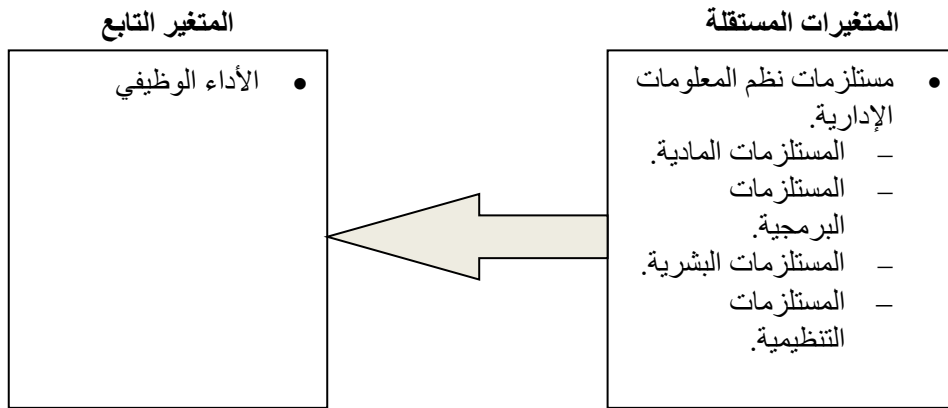 المتغيرات المستقلة
• مستلزمات نظم المعلومات
الإدارية.
– المستلزمات المادية.
– المستلزمات
البرمجية.
– المستلزمات البشرية.
– المستلزمات
التنظيمية.
المتغير التابع
• الأداء الوظيفي